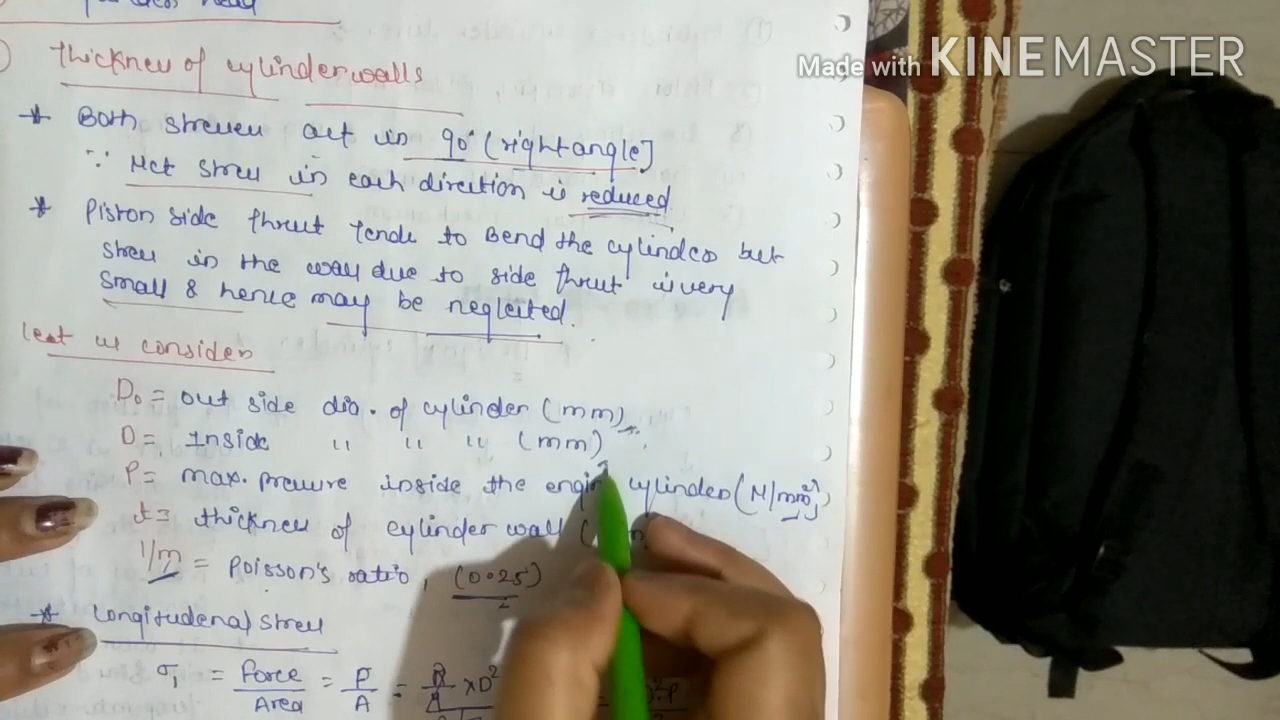 Made with KINEMASTER
Thickness of cylinder walls
* Both stresses act in 90° (right angle]
∵ Net stress in each direction is reduced
* Piston side thrust tends to Bend the cylinder but
stress in the wall due to side thrust is very
small & hence may be neglected.
Leat us consider
D₀ = out side dia. of cylinder (mm)
D = Inside " " " (mm)
P = max. pressure inside the engine cylinder (N/mm²)
t = thickness of cylinder wall (
1/m = Poisson's ratio, (0.25)
* Longitudenal stress
σ₁ = Force/Area = P/A =